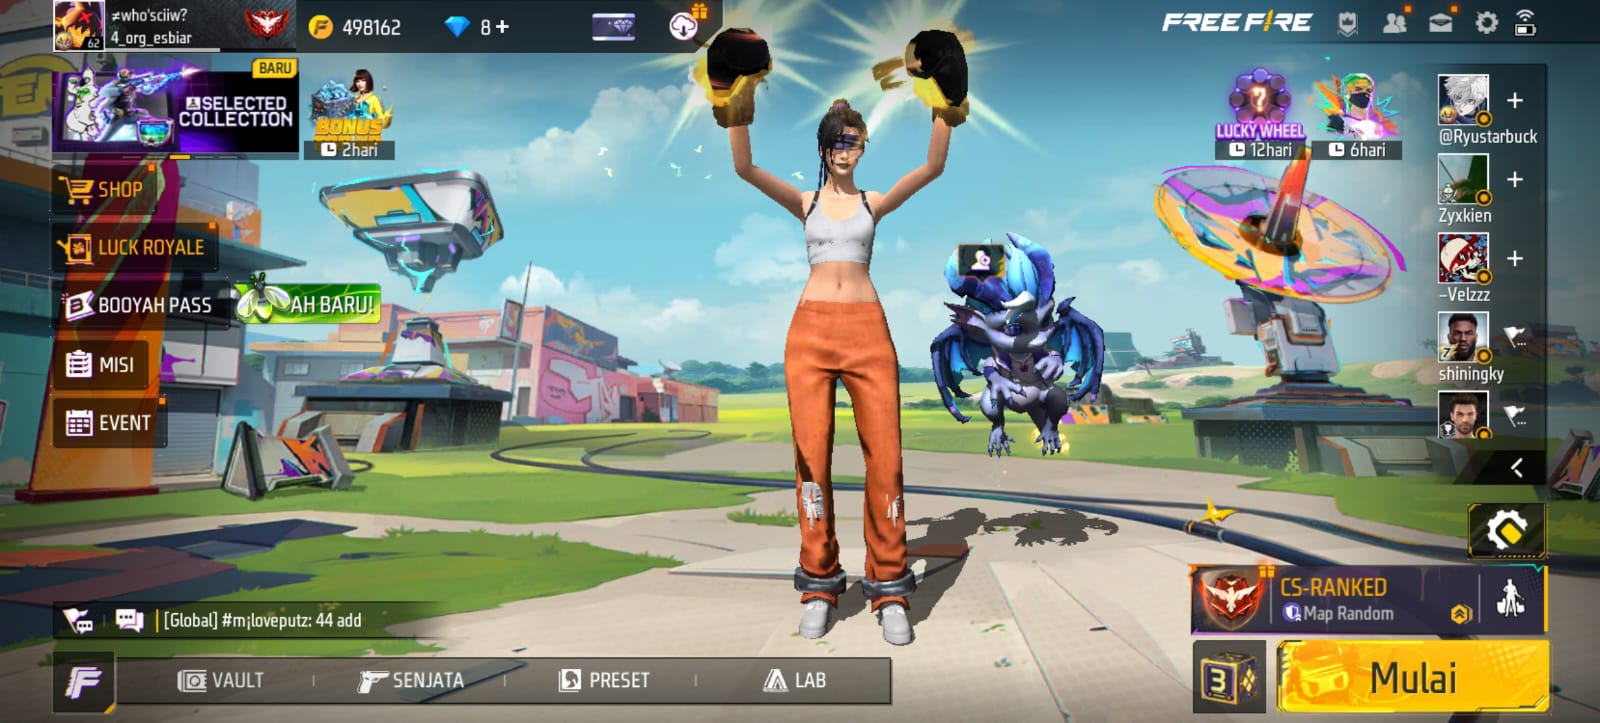 ≠who'sciiw?
4_org_esbiar
62
498162
8+
FREE FIRE
BARU
SELECTED
COLLECTION
BONUS
2hari
?
LUCKY WHEEL
12hari
6hari
@Ryustarbuck
Zyxkien
–Velzzz
7
shiningky
SHOP
LUCK ROYALE
BOOYAH PASS
AH BARU!
MISI
EVENT
[Global] #m¡loveputz: 44 add
CS-RANKED
Map Random
VAULT
SENJATA
PRESET
LAB
3
Mulai